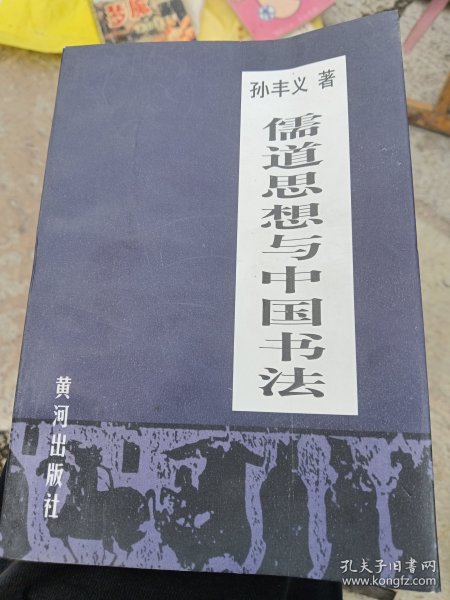 孙丰义 著
儒道思想与中国书法
黄河出版社
孔夫子旧书网
www.kongfz.com